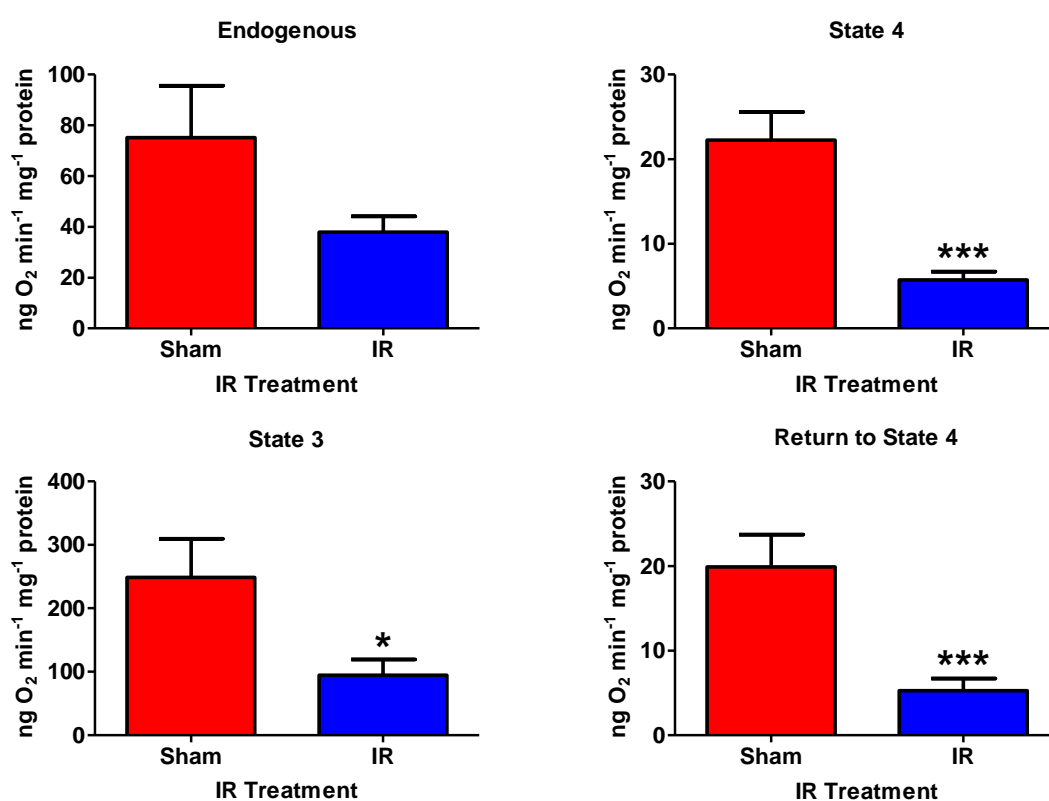 Endogenous
ng O₂ min⁻¹ mg⁻¹ protein
100
80
60
40
20
0
Sham IR
IR Treatment
State 4
ng O₂ min⁻¹ mg⁻¹ protein
30
20
10
0
***
Sham IR
IR Treatment
State 3
ng O₂ min⁻¹ mg⁻¹ protein
400
300
200
100
0
*
Sham IR
IR Treatment
Return to State 4
ng O₂ min⁻¹ mg⁻¹ protein
30
20
10
0
***
Sham IR
IR Treatment